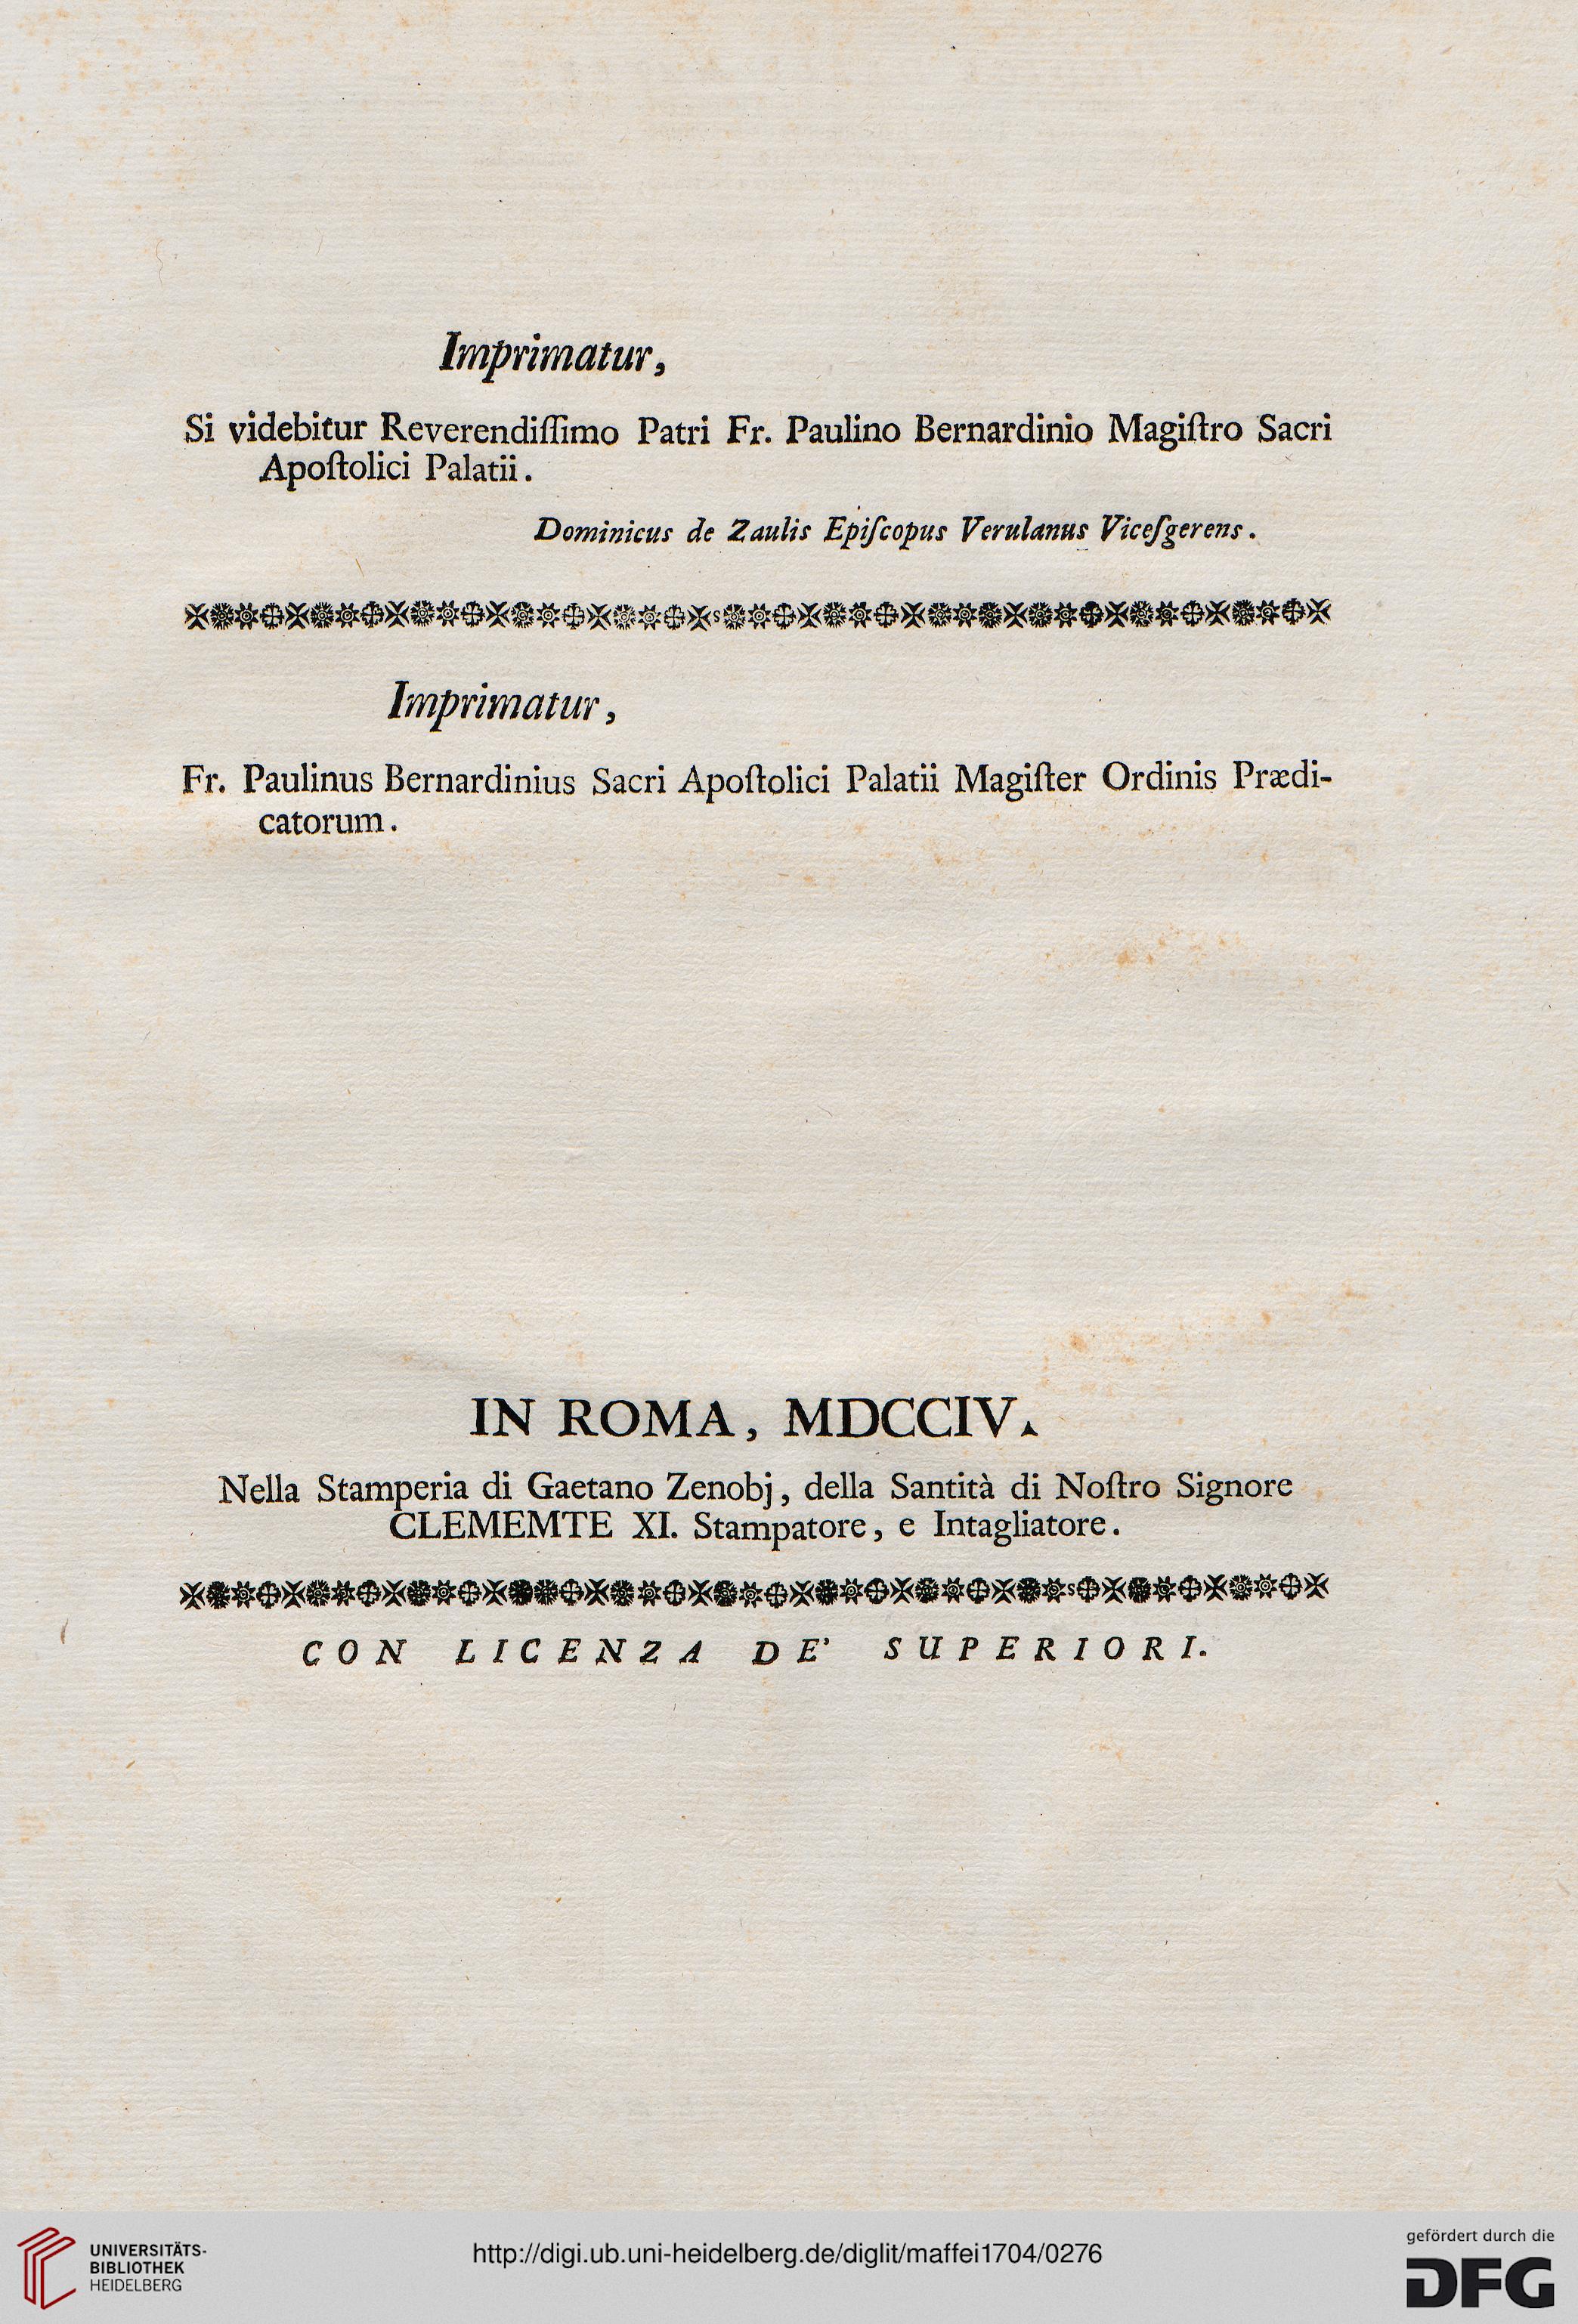 Imprimatur,
Si videbitur Reverendiſſimo Patri Fr. Paulino Bernardinio Magiſtro Sacri
Apoſtolici Palatii.
Dominicus de Zaulis Epiſcopus Verulanus Viceſgerens.
Imprimatur,
Fr. Paulinus Bernardinius Sacri Apoſtolici Palatii Magiſter Ordinis Prædi-
catorum.
IN ROMA, MDCCIV.
Nella Stamperia di Gaetano Zenobj, della Santità di Noſtro Signore
CLEMEMTE XI. Stampatore, e Intagliatore.
CON LICENZA DE' SUPERIORI.
UNIVERSITÄTS-
BIBLIOTHEK
HEIDELBERG
http://digi.ub.uni-heidelberg.de/diglit/maffei1704/0276
gefördert durch die
DFG